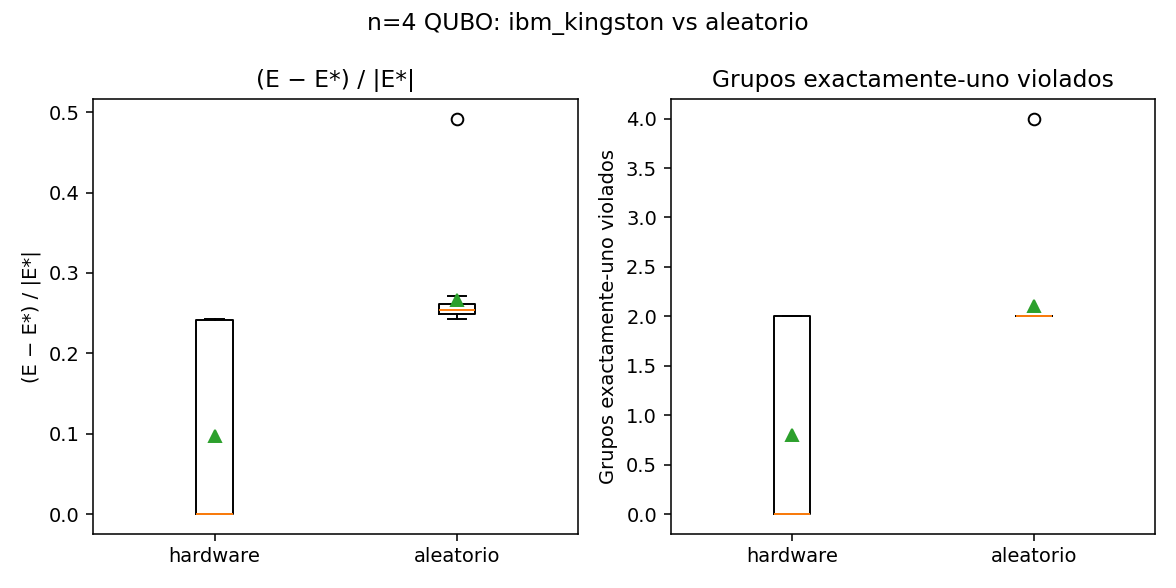 n=4 QUBO: ibm_kingston vs aleatorio
(E − E*) / |E*|
(E − E*) / |E*|
0.5
0.4
0.3
0.2
0.1
0.0
hardware
aleatorio
Grupos exactamente-uno violados
Grupos exactamente-uno violados
4.0
3.5
3.0
2.5
2.0
1.5
1.0
0.5
0.0
hardware
aleatorio